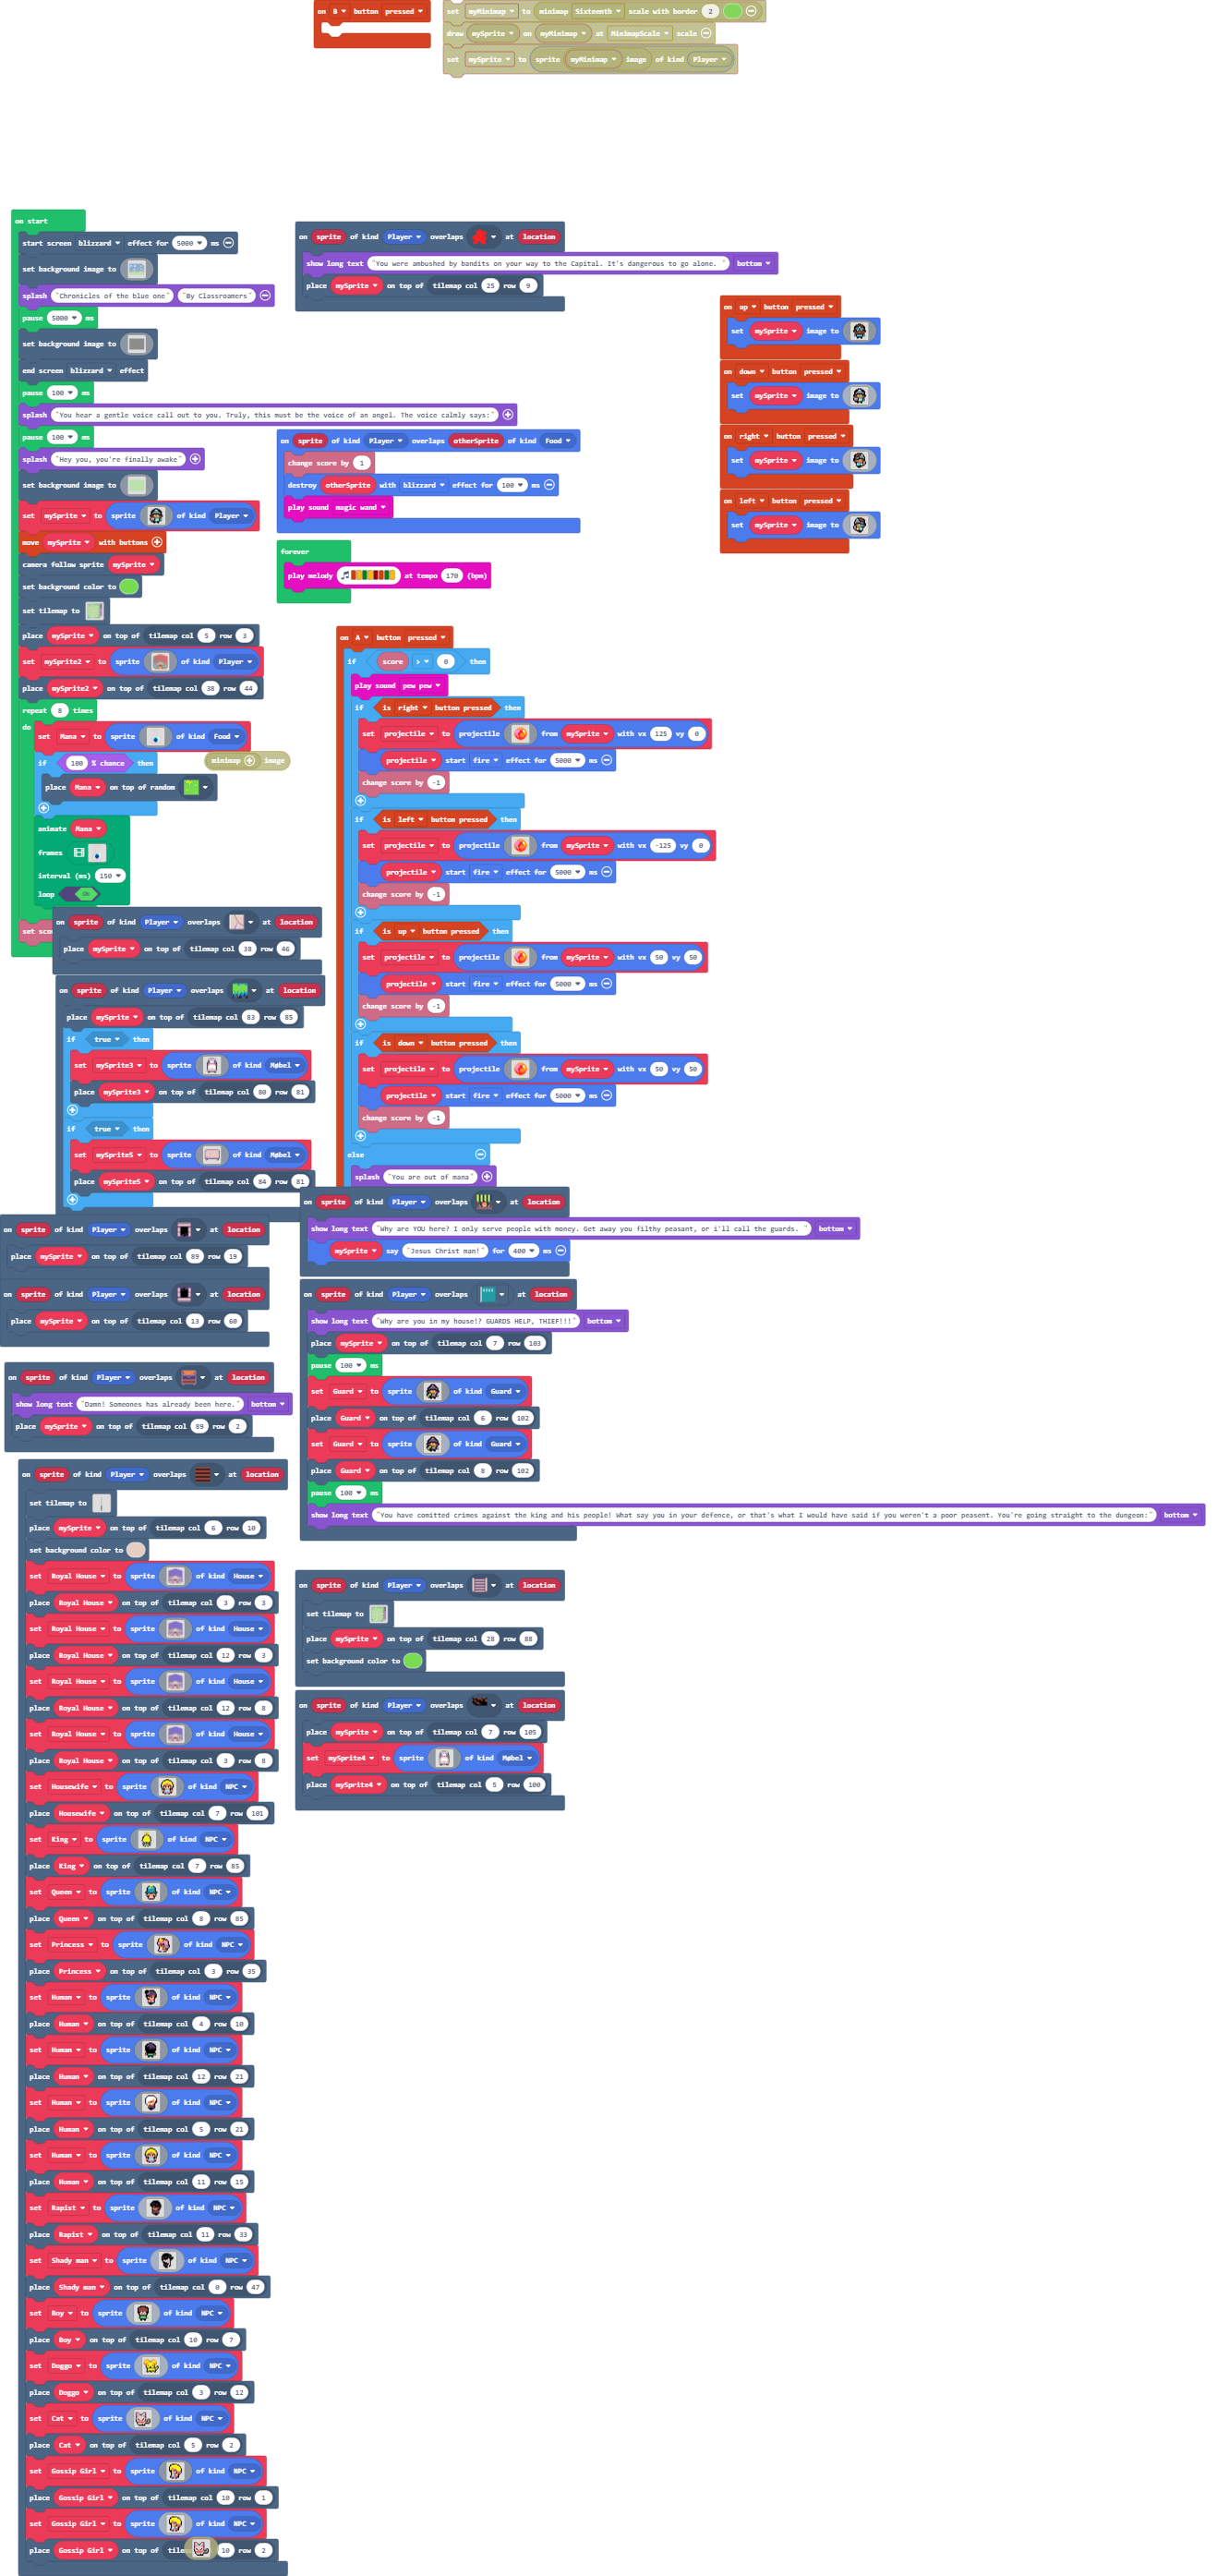 on B button pressed
set myMinimap to minimap Sixteenth scale with border 2
draw mySprite on myMinimap at MinimapScale scale
set mySprite to sprite myMinimap image of kind Player
on start
start screen blizzard effect for 5000 ms
set background image to
splash "Chronicles of the blue one" "By Classroamers"
pause 5000 ms
set background image to
end screen blizzard effect
pause 100 ms
splash "You hear a gentle voice call out to you. Truly, this must be the voice of an angel. The voice calmly says:"
pause 100 ms
splash "Hey you, you're finally awake"
set background image to
set mySprite to sprite of kind Player
move mySprite with buttons
camera follow sprite mySprite
set background color to
set tilemap to
place mySprite on top of tilemap col 5 row 3
set mySprite2 to sprite of kind Player
place mySprite2 on top of tilemap col 38 row 44
repeat 8 times
do
set Mana to sprite of kind Food
if 100 % chance then
minimap image
place Mana on top of random
animate Mana
frames
interval (ms) 150
loop ON
set sco
on sprite of kind Player overlaps at location
show long text "You were ambushed by bandits on your way to the Capital. It's dangerous to go alone. " bottom
place mySprite on top of tilemap col 25 row 9
on up button pressed
set mySprite image to
on down button pressed
set mySprite image to
on right button pressed
set mySprite image to
on left button pressed
set mySprite image to
on sprite of kind Player overlaps otherSprite of kind Food
change score by 1
destroy otherSprite with blizzard effect for 100 ms
play sound magic wand
forever
play melody at tempo 170 (bpm)
on A button pressed
if score > 0 then
play sound pew pew
if is right button pressed then
set projectile to projectile from mySprite with vx 125 vy 0
projectile start fire effect for 5000 ms
change score by -1
if is left button pressed then
set projectile to projectile from mySprite with vx -125 vy 0
projectile start fire effect for 5000 ms
change score by -1
if is up button pressed then
set projectile to projectile from mySprite with vx 50 vy 50
projectile start fire effect for 5000 ms
change score by -1
if is down button pressed then
set projectile to projectile from mySprite with vx 50 vy 50
projectile start fire effect for 5000 ms
change score by -1
else
splash "You are out of mana"
on sprite of kind Player overlaps at location
place mySprite on top of tilemap col 38 row 46
on sprite of kind Player overlaps at location
place mySprite on top of tilemap col 83 row 85
if true then
set mySprite3 to sprite of kind Møbel
place mySprite3 on top of tilemap col 80 row 81
if true then
set mySprite5 to sprite of kind Møbel
place mySprite5 on top of tilemap col 84 row 81
on sprite of kind Player overlaps at location
place mySprite on top of tilemap col 89 row 19
on sprite of kind Player overlaps at location
place mySprite on top of tilemap col 13 row 60
on sprite of kind Player overlaps at location
show long text "Damn! Someones has already been here." bottom
place mySprite on top of tilemap col 89 row 2
on sprite of kind Player overlaps at location
show long text "Why are YOU here? I only serve people with money. Get away you filthy peasant, or i'll call the guards. " bottom
mySprite say "Jesus Christ man!" for 400 ms
on sprite of kind Player overlaps at location
show long text "Why are you in my house!? GUARDS HELP, THIEF!!!" bottom
place mySprite on top of tilemap col 7 row 103
pause 100 ms
set Guard to sprite of kind Guard
place Guard on top of tilemap col 6 row 102
set Guard to sprite of kind Guard
place Guard on top of tilemap col 8 row 102
pause 100 ms
show long text "You have comitted crimes against the king and his people! What say you in your defence, or that's what I would have said if you weren't a poor peasent. You're going straight to the dungeon:" bottom
on sprite of kind Player overlaps at location
set tilemap to
place mySprite on top of tilemap col 28 row 88
set background color to
on sprite of kind Player overlaps at location
place mySprite on top of tilemap col 7 row 105
set mySprite4 to sprite of kind Møbel
place mySprite4 on top of tilemap col 5 row 100
on sprite of kind Player overlaps at location
set tilemap to
place mySprite on top of tilemap col 6 row 10
set background color to
set Royal House to sprite of kind House
place Royal House on top of tilemap col 3 row 3
set Royal House to sprite of kind House
place Royal House on top of tilemap col 12 row 3
set Royal House to sprite of kind House
place Royal House on top of tilemap col 12 row 8
set Royal House to sprite of kind House
place Royal House on top of tilemap col 3 row 8
set Housewife to sprite of kind NPC
place Housewife on top of tilemap col 7 row 101
set King to sprite of kind NPC
place King on top of tilemap col 7 row 85
set Queen to sprite of kind NPC
place Queen on top of tilemap col 8 row 85
set Princess to sprite of kind NPC
place Princess on top of tilemap col 3 row 35
set Human to sprite of kind NPC
place Human on top of tilemap col 4 row 10
set Human to sprite of kind NPC
place Human on top of tilemap col 12 row 21
set Human to sprite of kind NPC
place Human on top of tilemap col 5 row 21
set Human to sprite of kind NPC
place Human on top of tilemap col 11 row 15
set Rapist to sprite of kind NPC
place Rapist on top of tilemap col 11 row 33
set Shady man to sprite of kind NPC
place Shady man on top of tilemap col 0 row 47
set Boy to sprite of kind NPC
place Boy on top of tilemap col 10 row 7
set Doggo to sprite of kind NPC
place Doggo on top of tilemap col 3 row 12
set Cat to sprite of kind NPC
place Cat on top of tilemap col 5 row 2
set Gossip Girl to sprite of kind NPC
place Gossip Girl on top of tilemap col 10 row 1
set Gossip Girl to sprite of kind NPC
place Gossip Girl on top of tile 10 row 2